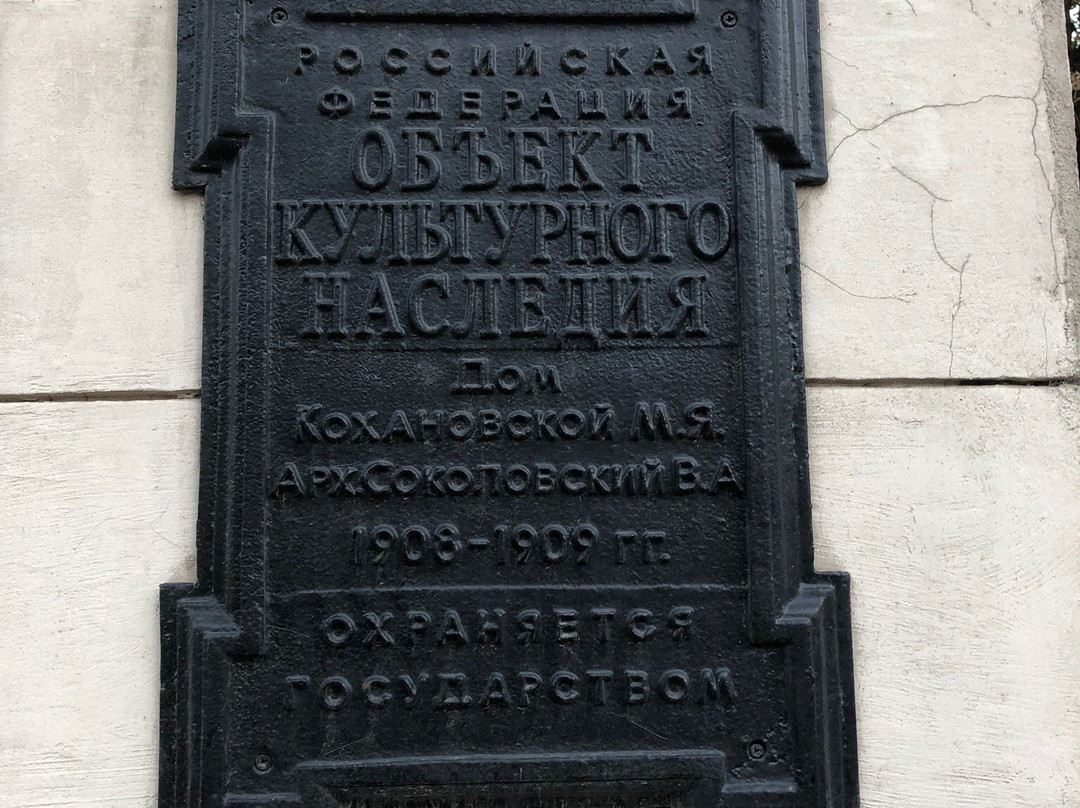 РОССИЙСКАЯ
ФЕДЕРАЦИЯ
ОБЪЕКТ
КУЛЬТУРНОГО
НАСЛЕДИЯ
Дом
Кохановской М.Я.
Арх.Соколовский В.А
1908-1909 гг.
ОХРАНЯЕТСЯ
ГОСУДАРСТВОМ